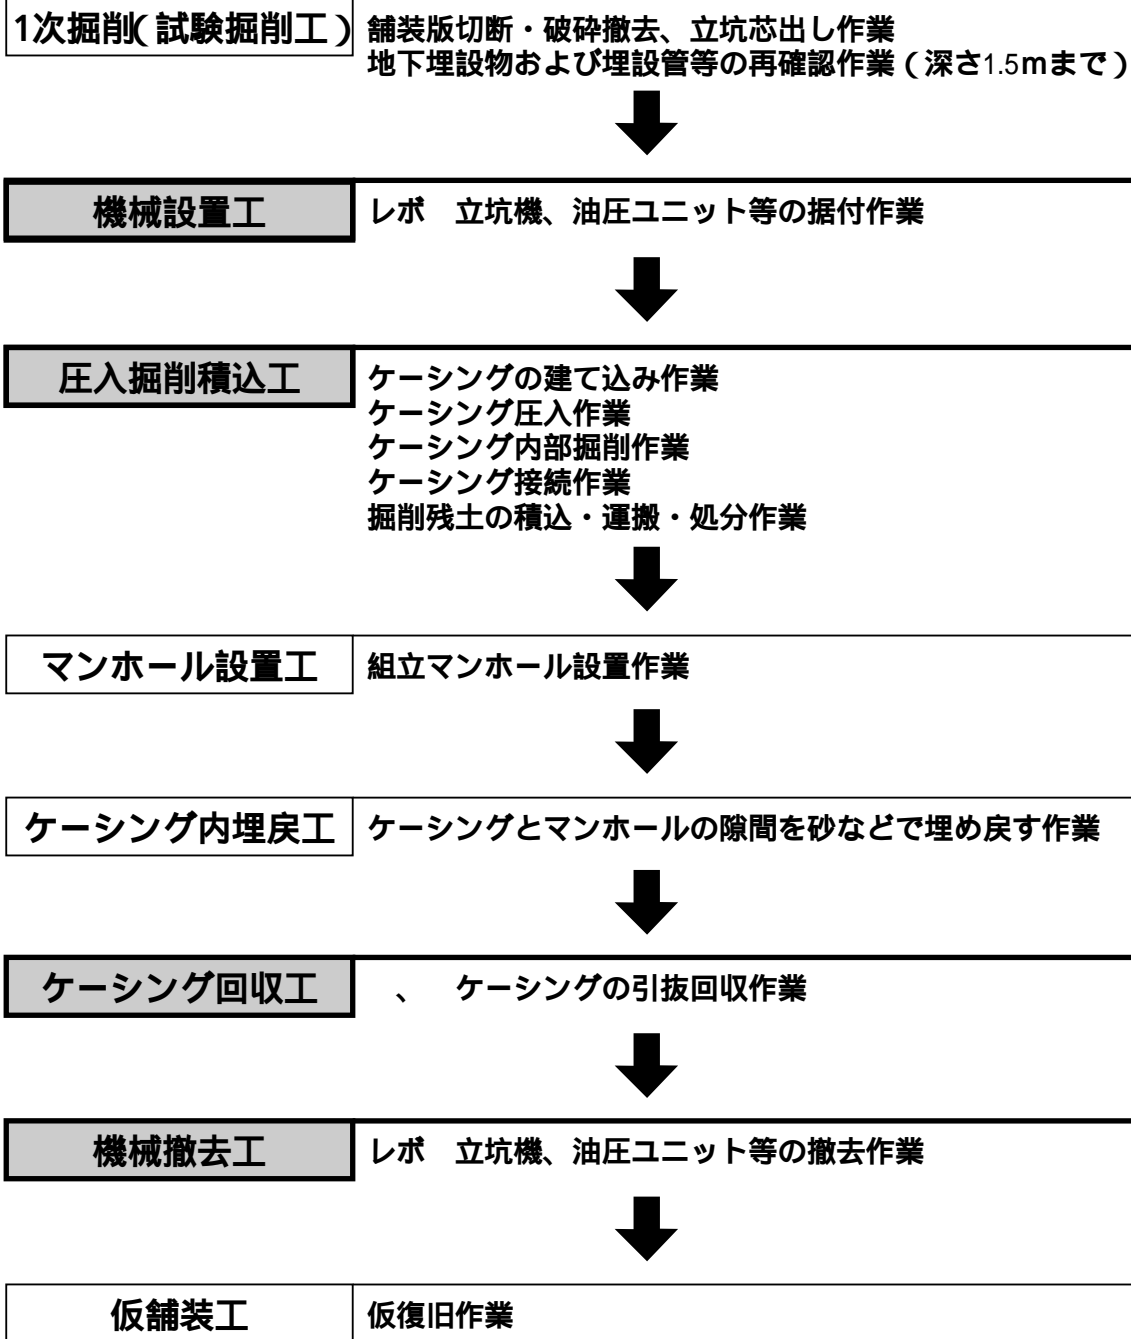 1次掘削(試験掘削工)
舗装版切断・破砕撤去、立坑芯出し作業
地下埋設物および埋設管等の再確認作業(深さ1.5mまで)
機械設置工
レボ　立坑機、油圧ユニット等の据付作業
圧入掘削積込工
ケーシングの建て込み作業
ケーシング圧入作業
ケーシング内部掘削作業
ケーシング接続作業
掘削残土の積込・運搬・処分作業
マンホール設置工
組立マンホール設置作業
ケーシング内埋戻工
ケーシングとマンホールの隙間を砂などで埋め戻す作業
ケーシング回収工
、　ケーシングの引抜回収作業
機械撤去工
レボ　立坑機、油圧ユニット等の撤去作業
仮舗装工
仮復旧作業